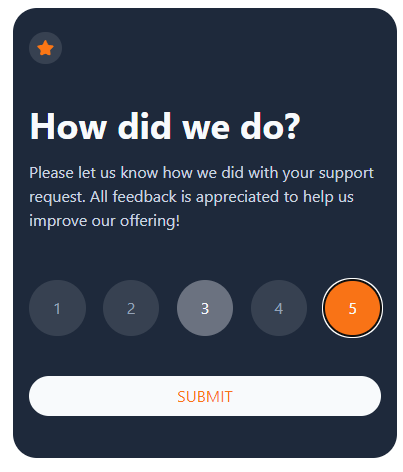 How did we do?
Please let us know how we did with your support
request. All feedback is appreciated to help us
improve our offering!
1 2 3 4 5
SUBMIT